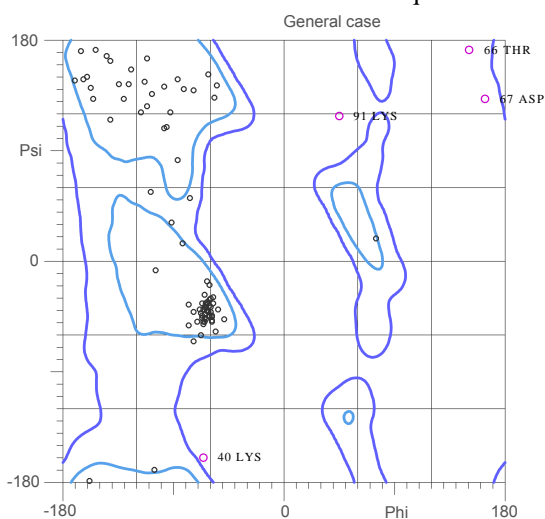 General case
180
66 THR
67 ASP
91 LYS
Psi
0
40 LYS
-180
-180
0
Phi
180